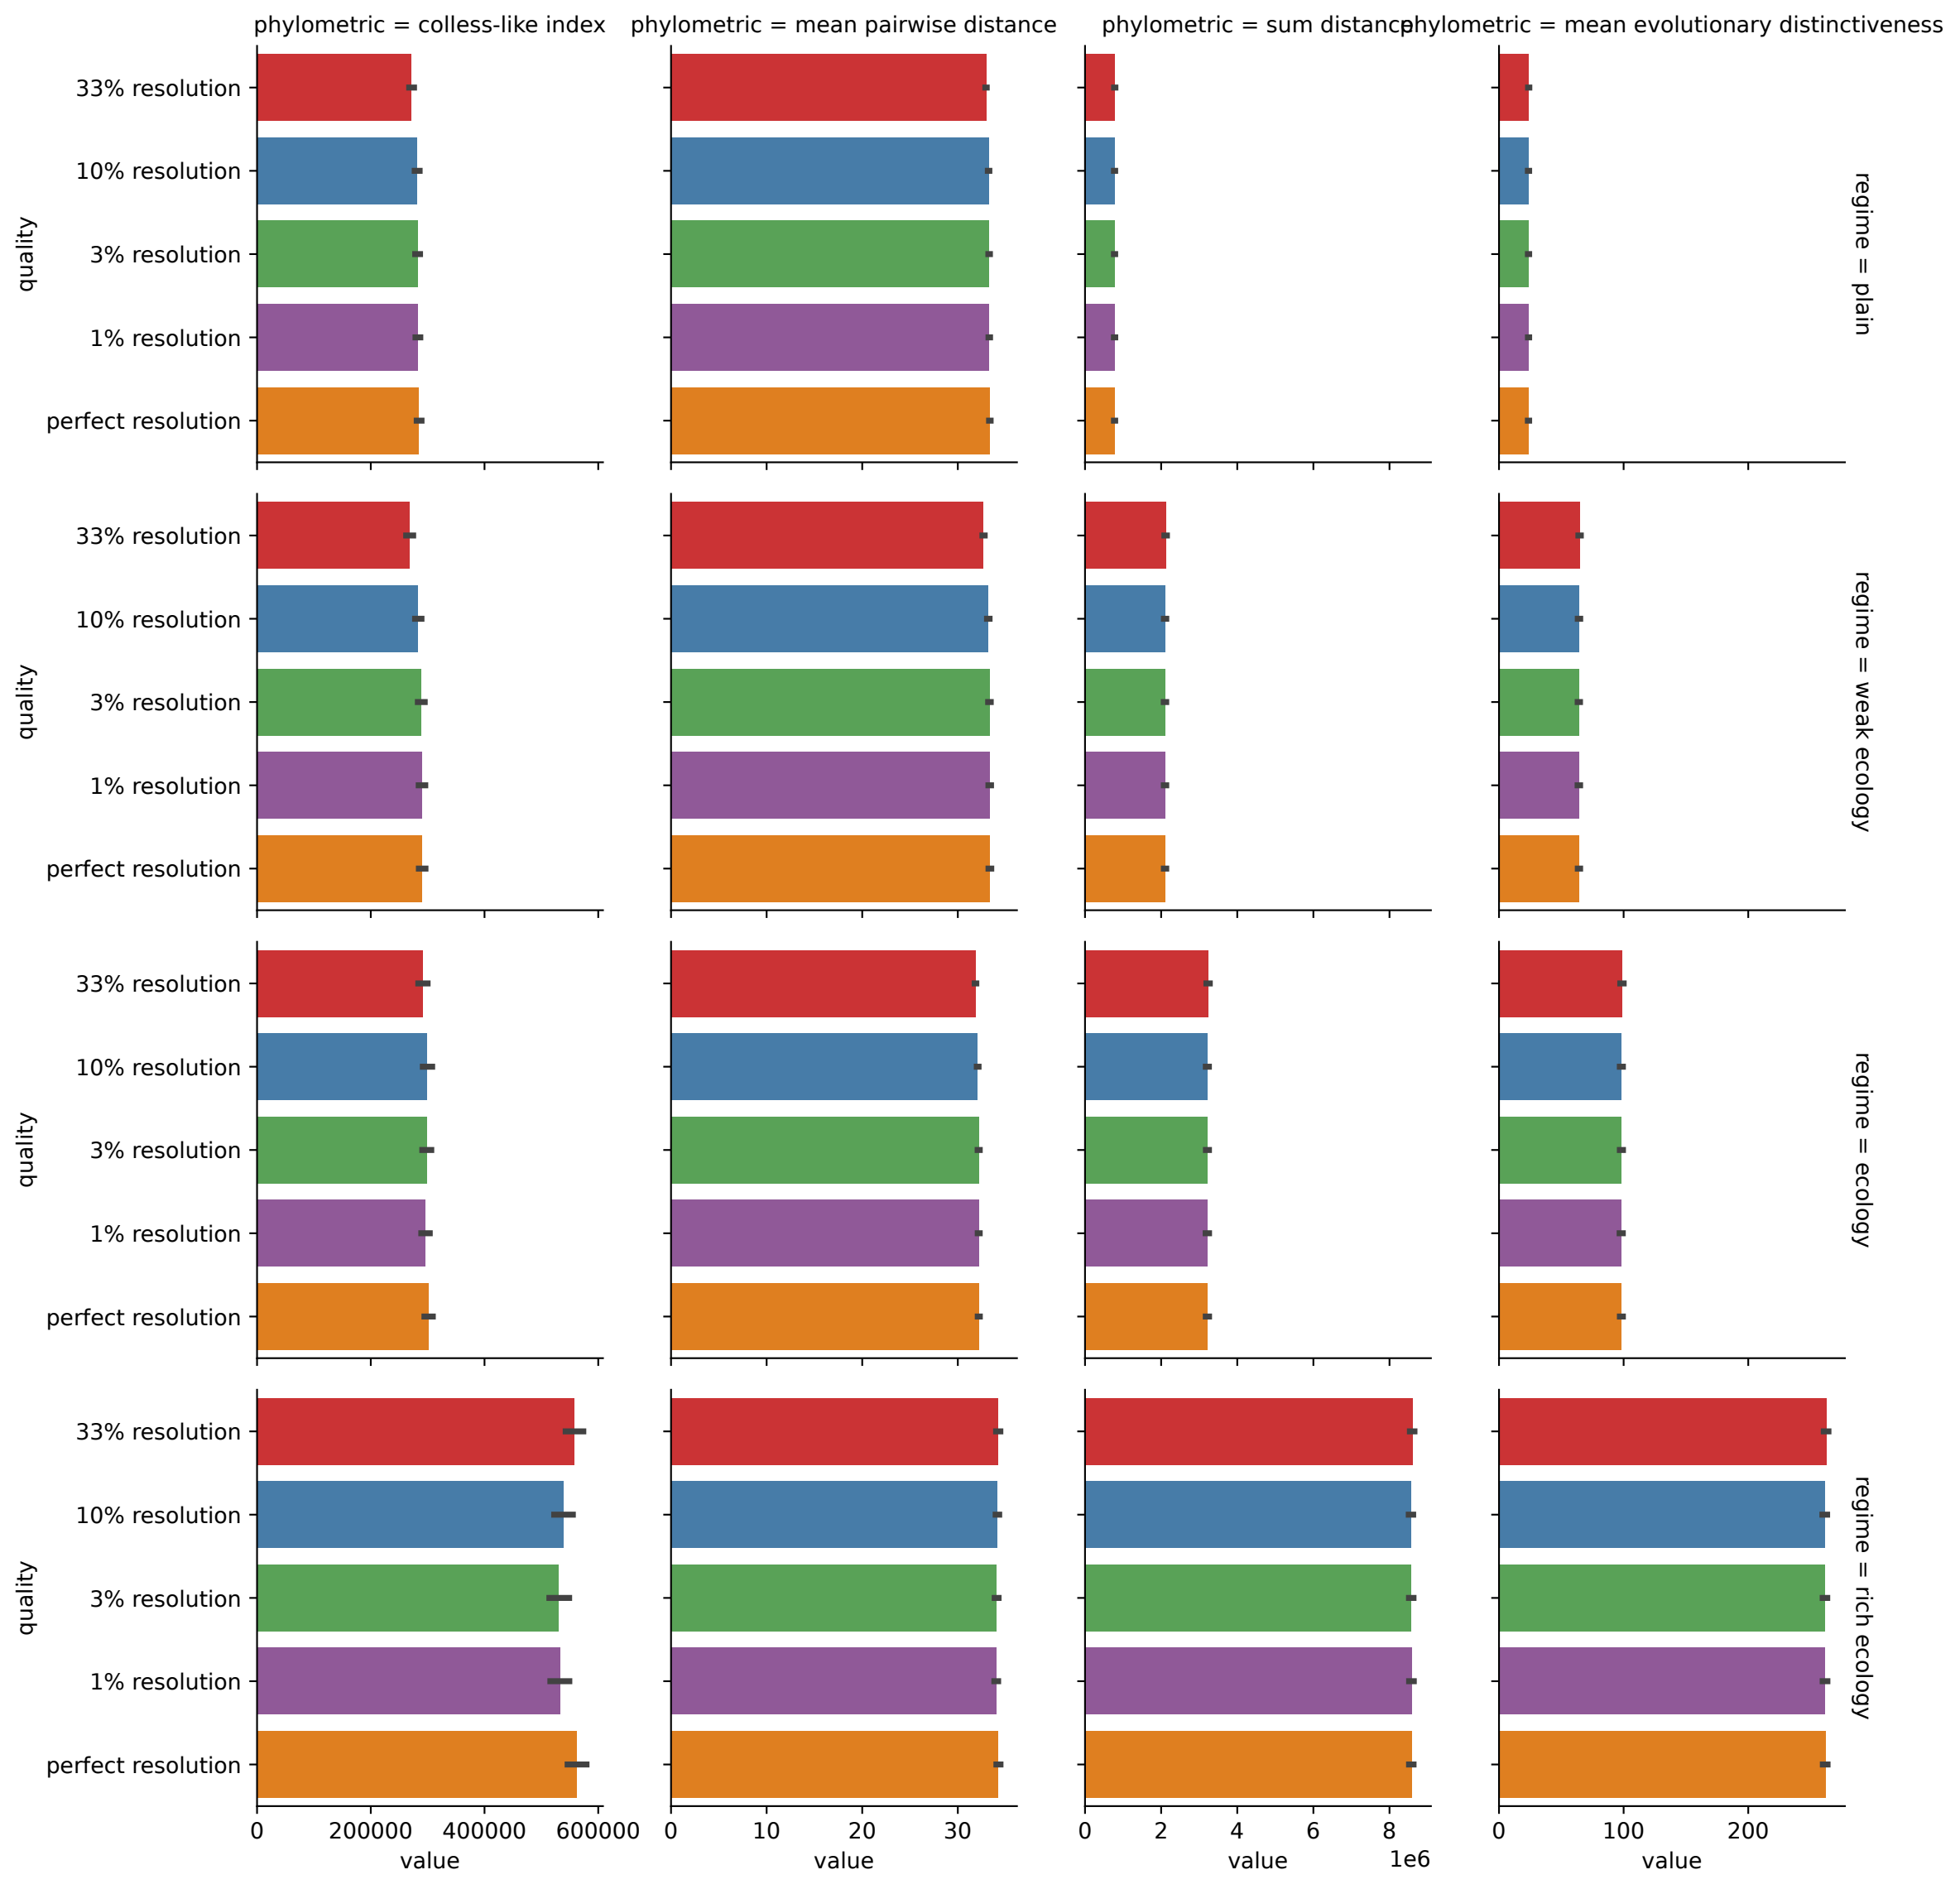 phylometric = colless-like index
phylometric = mean pairwise distance
phylometric = sum distance
phylometric = mean evolutionary distinctiveness
quality
33% resolution
10% resolution
3% resolution
1% resolution
perfect resolution
regime = plain
quality
33% resolution
10% resolution
3% resolution
1% resolution
perfect resolution
regime = weak ecology
quality
33% resolution
10% resolution
3% resolution
1% resolution
perfect resolution
regime = ecology
quality
33% resolution
10% resolution
3% resolution
1% resolution
perfect resolution
regime = rich ecology
0 200000 400000 600000
value
0 10 20 30
value
0 2 4 6 8
1e6
value
0 100 200
value